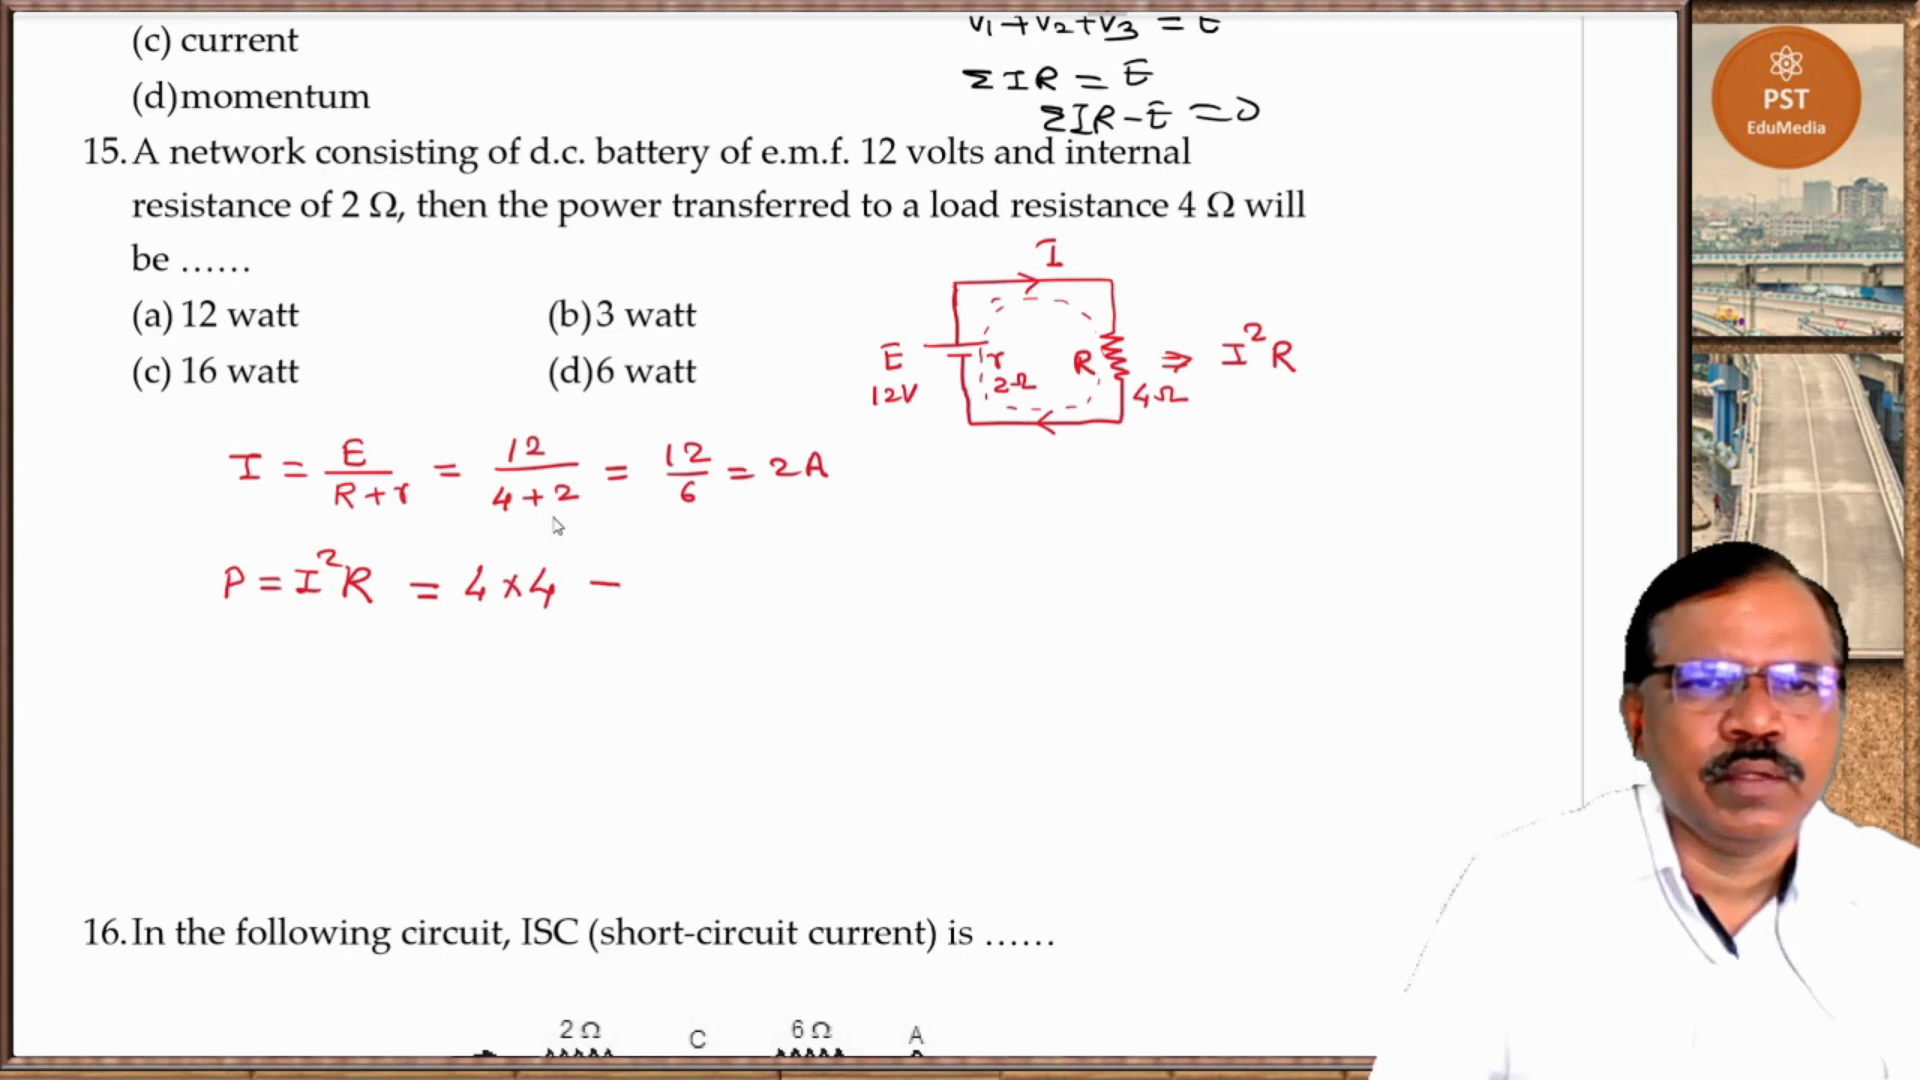 (c) current
V1+V2+V3 = E
(d)momentum
ΣIR = E
ΣIR-E = 0
PST
EduMedia
15. A network consisting of d.c. battery of e.m.f. 12 volts and internal
resistance of 2 Ω, then the power transferred to a load resistance 4 Ω will
be ......
(a) 12 watt (b)3 watt
(c) 16 watt (d)6 watt
I
E r R ⇒ I²R
12V 2Ω 4Ω
I = E/(R+r) = 12/(4+2) = 12/6 = 2A
P = I²R = 4×4 –
16. In the following circuit, ISC (short-circuit current) is ......
2 Ω C 6 Ω A